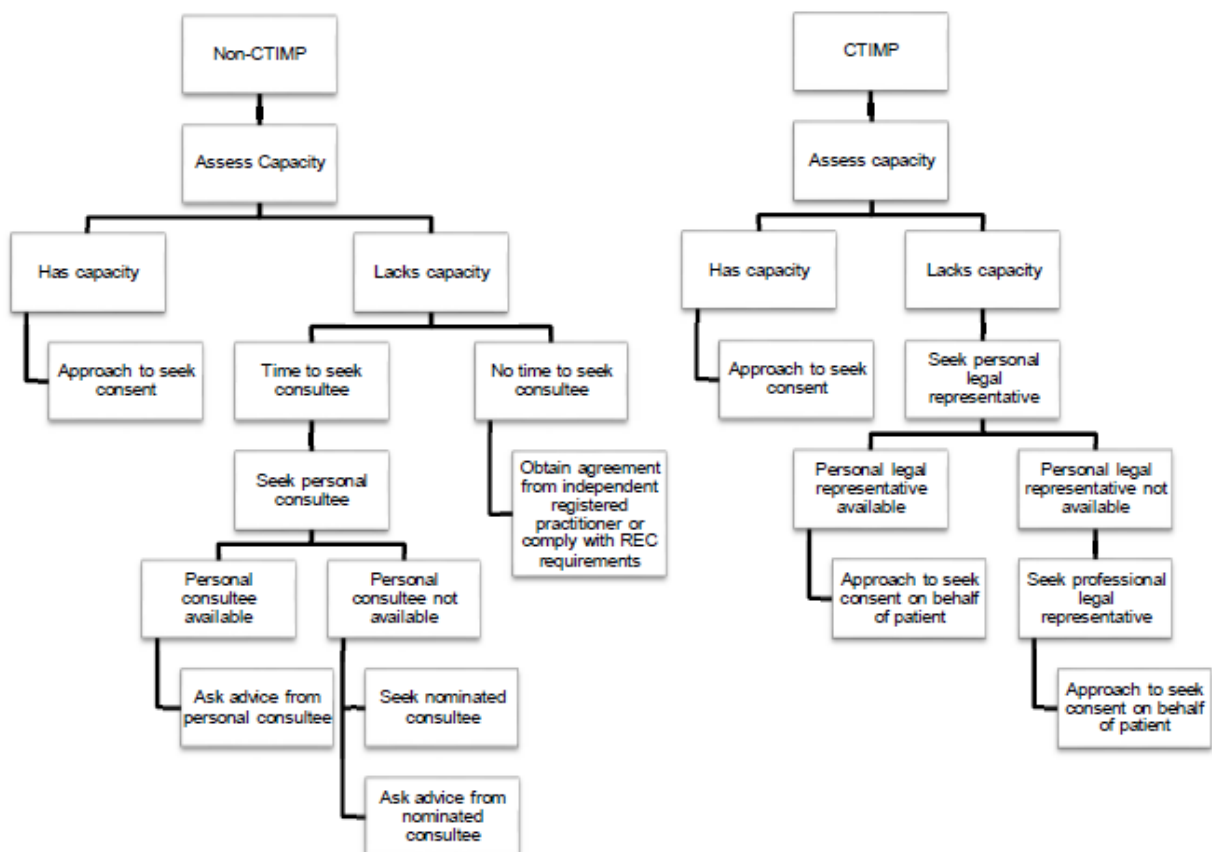 Non-CTIMP
Assess Capacity
Has capacity
Lacks capacity
Approach to seek
consent
Time to seek
consultee
No time to seek
consultee
Seek personal
consultee
Obtain agreement
from independent
registered
practitioner or
comply with REC
requirements
Personal
consultee
available
Personal
consultee not
available
Ask advice from
personal consultee
Seek nominated
consultee
Ask advice from
nominated
consultee
CTIMP
Assess capacity
Has capacity
Lacks capacity
Approach to seek
consent
Seek personal
legal
representative
Personal legal
representative
available
Personal legal
representative not
available
Approach to seek
consent on behalf
of patient
Seek professional
legal
representative
Approach to seek
consent on behalf
of patient